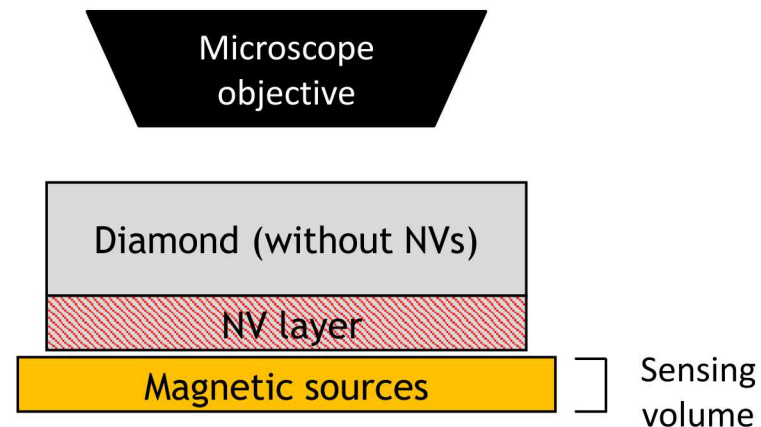 Microscope
objective
Diamond (without NVs)
NV layer
Magnetic sources
Sensing
volume